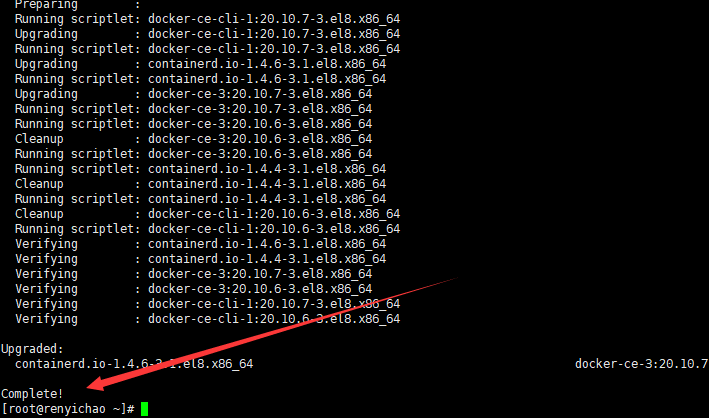 Preparing        :
Running scriptlet: docker-ce-cli-1:20.10.7-3.el8.x86_64
Upgrading        : docker-ce-cli-1:20.10.7-3.el8.x86_64
Running scriptlet: docker-ce-cli-1:20.10.7-3.el8.x86_64
Upgrading        : containerd.io-1.4.6-3.1.el8.x86_64
Running scriptlet: containerd.io-1.4.6-3.1.el8.x86_64
Upgrading        : docker-ce-3:20.10.7-3.el8.x86_64
Running scriptlet: docker-ce-3:20.10.7-3.el8.x86_64
Running scriptlet: docker-ce-3:20.10.6-3.el8.x86_64
Cleanup          : docker-ce-3:20.10.6-3.el8.x86_64
Running scriptlet: docker-ce-3:20.10.6-3.el8.x86_64
Running scriptlet: containerd.io-1.4.4-3.1.el8.x86_64
Cleanup          : containerd.io-1.4.4-3.1.el8.x86_64
Running scriptlet: containerd.io-1.4.4-3.1.el8.x86_64
Cleanup          : docker-ce-cli-1:20.10.6-3.el8.x86_64
Running scriptlet: docker-ce-cli-1:20.10.6-3.el8.x86_64
Verifying        : containerd.io-1.4.6-3.1.el8.x86_64
Verifying        : containerd.io-1.4.4-3.1.el8.x86_64
Verifying        : docker-ce-3:20.10.7-3.el8.x86_64
Verifying        : docker-ce-3:20.10.6-3.el8.x86_64
Verifying        : docker-ce-cli-1:20.10.7-3.el8.x86_64
Verifying        : docker-ce-cli-1:20.10.6-3.el8.x86_64
Upgraded:
containerd.io-1.4.6-3.1.el8.x86_64 docker-ce-3:20.10.7
Complete!
[root@renyichao ~]#